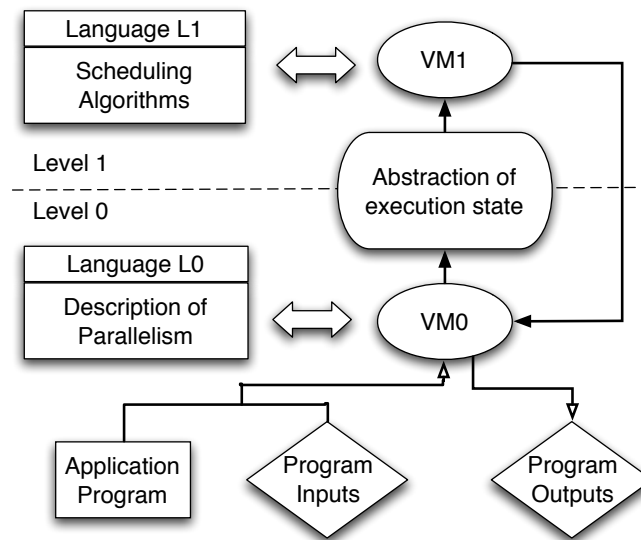 Language L1
Scheduling
Algorithms
VM1
Level 1
Abstraction of
execution state
Level 0
Language L0
Description of
Parallelism
VM0
Application
Program
Program
Inputs
Program
Outputs